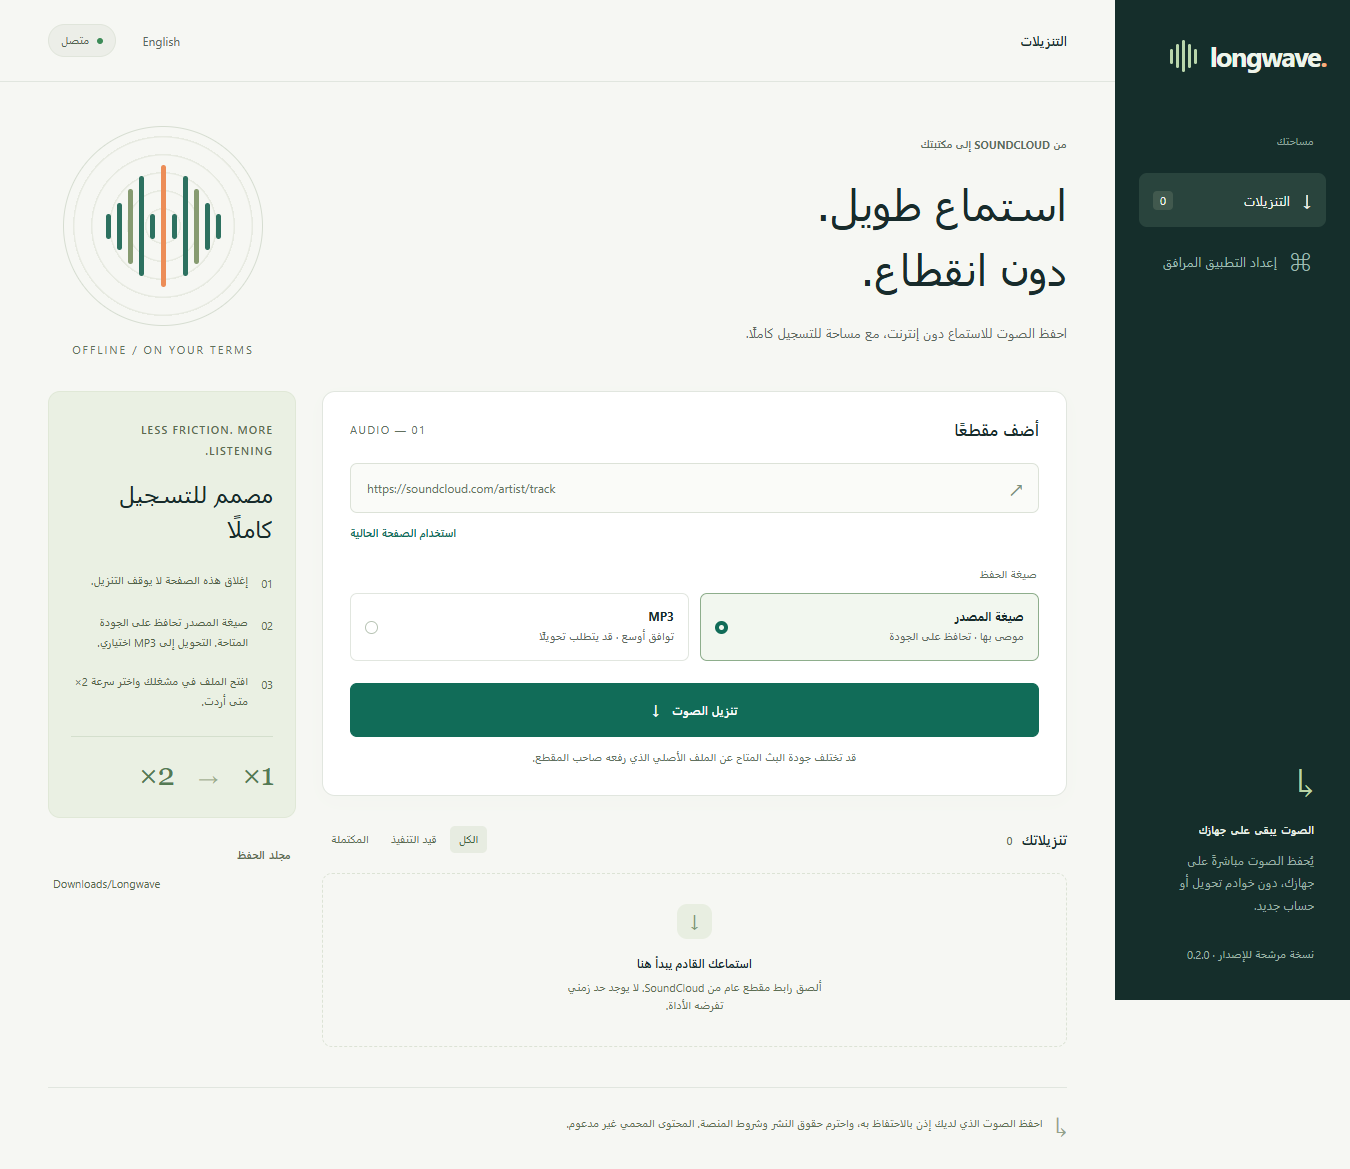 longwave.
مساحتك
التنزيلات
0
إعداد التطبيق المرافق
الصوت يبقى على جهازك
يُحفظ الصوت مباشرةً على
جهازك، دون خوادم تحويل أو
حساب جديد.
نسخة مرشحة للإصدار · 0.2.0
التنزيلات
English
متصل
من SOUNDCLOUD إلى مكتبتك
استماع طويل.
دون انقطاع.
احفظ الصوت للاستماع دون إنترنت، مع مساحة للتسجيل كاملًا.
OFFLINE / ON YOUR TERMS
أضف مقطعًا
AUDIO — 01
https://soundcloud.com/artist/track
استخدام الصفحة الحالية
صيغة الحفظ
صيغة المصدر
موصى بها · تحافظ على الجودة
MP3
توافق أوسع · قد يتطلب تحويلًا
تنزيل الصوت ↓
قد تختلف جودة البث المتاح عن الملف الأصلي الذي رفعه صاحب المقطع.
LESS FRICTION. MORE
LISTENING.
مصمم للتسجيل
كاملًا
01 إغلاق هذه الصفحة لا يوقف التنزيل.
02 صيغة المصدر تحافظ على الجودة
المتاحة. التحويل إلى MP3 اختياري.
03 افتح الملف في مشغلك واختر سرعة 2×
متى أردت.
×1 → ×2
مجلد الحفظ
Downloads/Longwave
تنزيلاتك 0
الكل
قيد التنفيذ
المكتملة
استماعك القادم يبدأ هنا
ألصق رابط مقطع عام من SoundCloud. لا يوجد حد زمني
تفرضه الأداة.
احفظ الصوت الذي لديك إذن بالاحتفاظ به، واحترم حقوق النشر وشروط المنصة. المحتوى المحمي غير مدعوم.